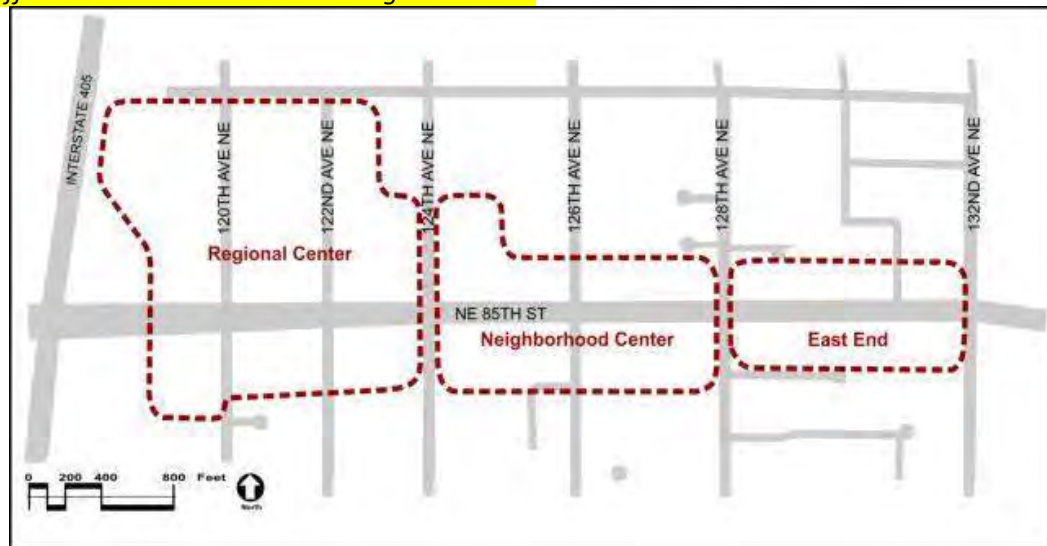 INTERSTATE 405
120TH AVE NE
122ND AVE NE
124TH AVE NE
126TH AVE NE
128TH AVE NE
132ND AVE NE
Regional Center
NE 85TH ST
Neighborhood Center
East End
0 200 400 800 Feet
North